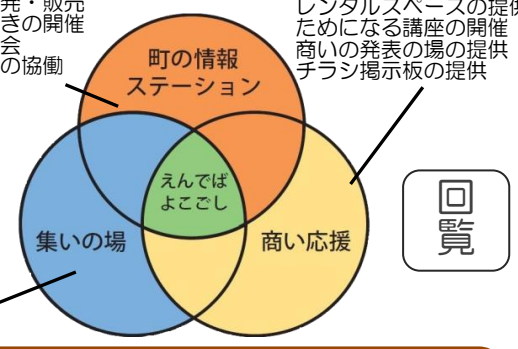 発・販売
きの開催
会
の協働
レンタルスペースの提供
ためになる講座の開催
商いの発表の場の提供
チラシ掲示板の提供
町の情報
ステーション
えんでば
よこごし
集いの場
商い応援
回覧